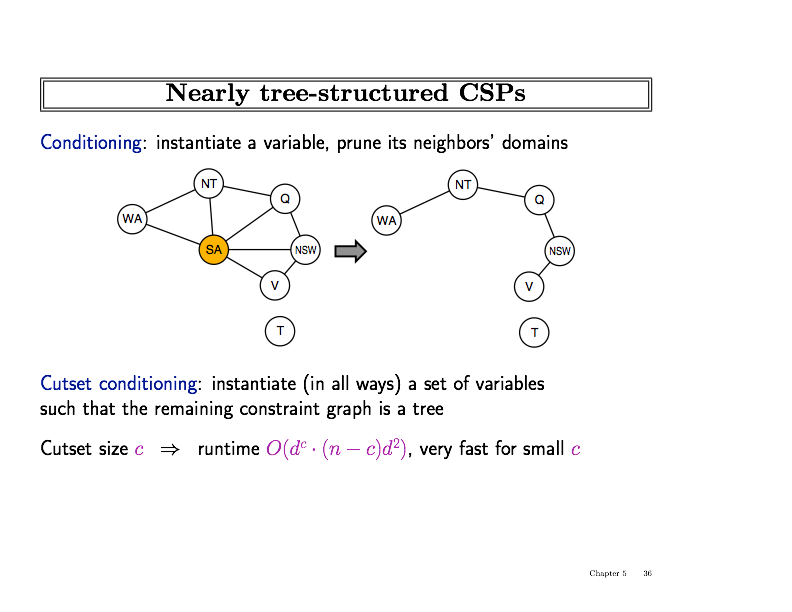 Nearly tree-structured CSPs
Conditioning: instantiate a variable, prune its neighbors' domains
NT
Q
WA
SA
NSW
V
T
NT
Q
WA
NSW
V
T
Cutset conditioning: instantiate (in all ways) a set of variables
such that the remaining constraint graph is a tree
Cutset size c ⇒ runtime O(d^c · (n − c)d^2), very fast for small c
Chapter 5 36